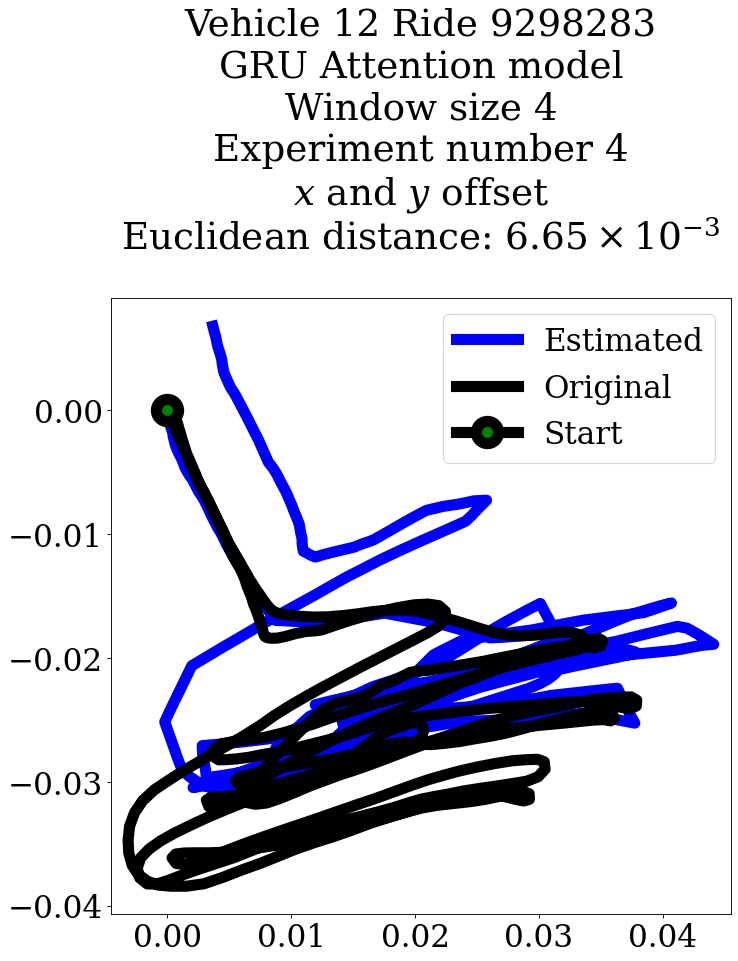 Vehicle 12 Ride 9298283
GRU Attention model
Window size 4
Experiment number 4
x and y offset
Euclidean distance: 6.65 × 10⁻³
Estimated
Original
Start
0.00
−0.01
−0.02
−0.03
−0.04
0.00 0.01 0.02 0.03 0.04